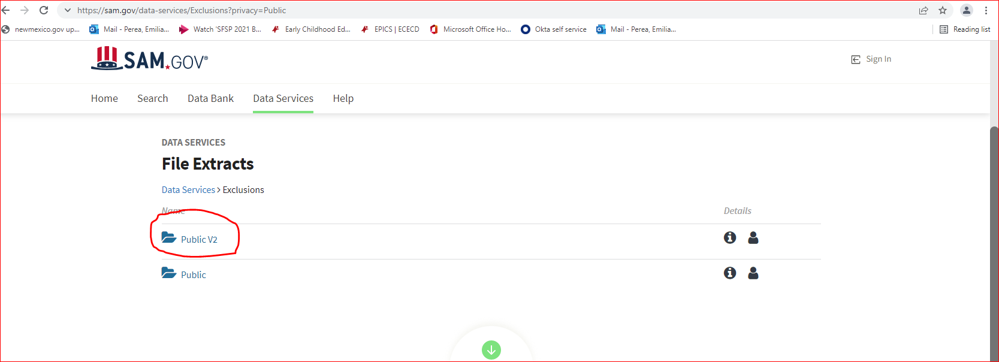 https://sam.gov/data-services/Exclusions?privacy=Public
newmexico.gov up... Mail - Perea, Emilia... Watch 'SFSP 2021 B... Early Childhood Ed... EPICS | ECECD Microsoft Office Ho... Okta self service Mail - Perea, Emilia... Reading list
SAM.GOV®
Sign In
Home Search Data Bank Data Services Help
DATA SERVICES
File Extracts
Data Services > Exclusions
Name Details
Public V2
Public